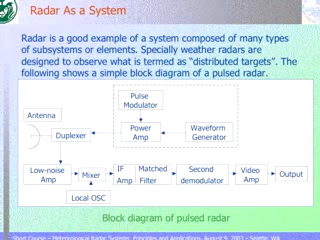 Radar As a System
Radar is a good example of a system composed of many types
of subsystems or elements. Specially weather radars are
designed to observe what is termed as “distributed targets”. The
following shows a simple block diagram of a pulsed radar.
Pulse
Modulator
Antenna
Duplexer
Power
Amp
Waveform
Generator
Low-noise
Amp
Mixer
IF
Amp
Matched
Filter
Second
demodulator
Video
Amp
Output
Local OSC
Block diagram of pulsed radar
Short Course – Meteorological Radar Systems: Principles and Applications, August 9, 2003 – Seattle, WA